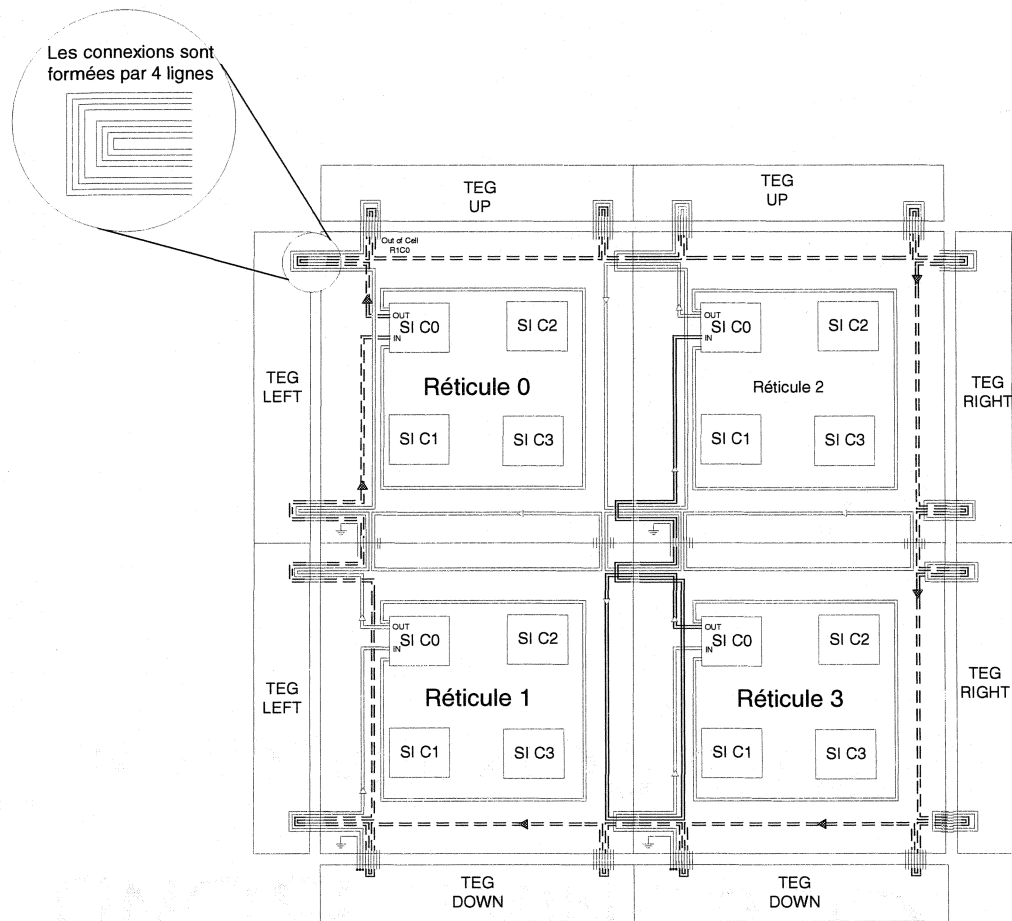 Les connexions sont
formées par 4 lignes
TEG
UP
TEG
UP
Out of Cell
R1C0
OUT
IN
SI C0
SI C2
OUT
IN
SI C0
SI C2
TEG
LEFT
Réticule 0
Réticule 2
TEG
RIGHT
SI C1
SI C3
SI C1
SI C3
OUT
IN
SI C0
SI C2
OUT
IN
SI C0
SI C2
TEG
LEFT
Réticule 1
Réticule 3
TEG
RIGHT
SI C1
SI C3
SI C1
SI C3
TEG
DOWN
TEG
DOWN